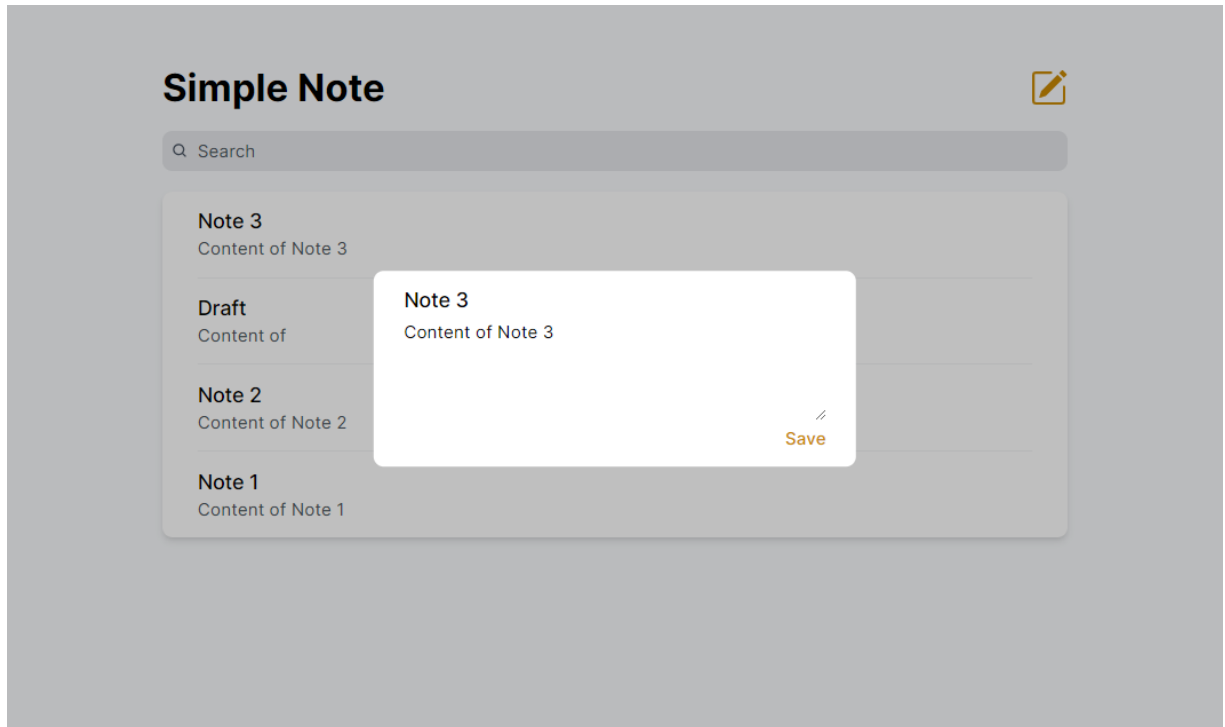 Simple Note
Search
Note 3
Content of Note 3
Draft
Content of
Note 2
Content of Note 2
Note 1
Content of Note 1
Note 3
Content of Note 3
Save